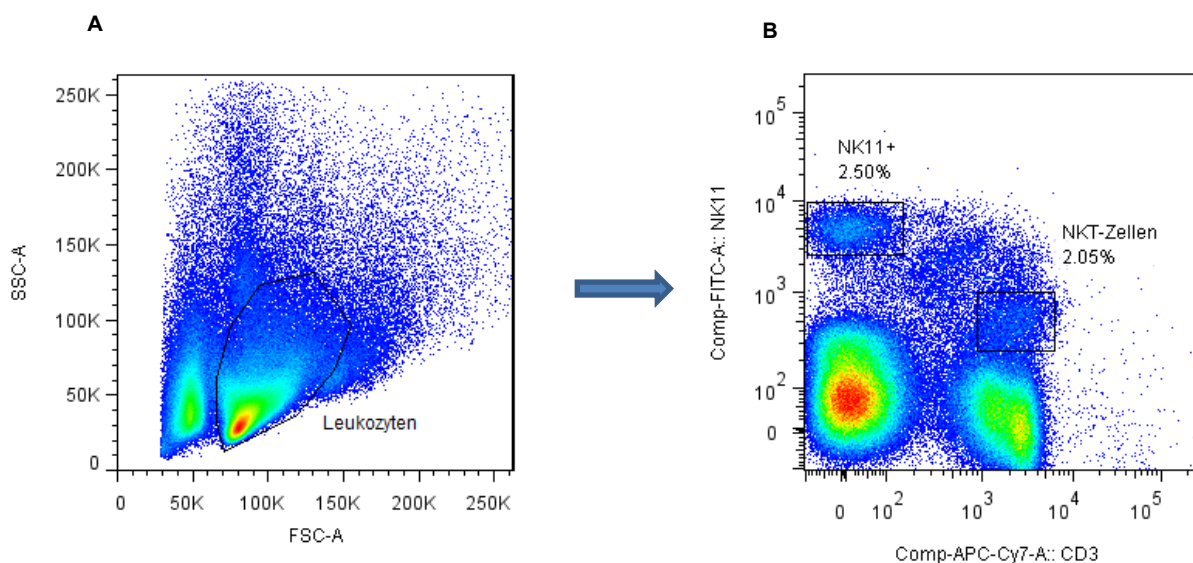 A
250K
200K
150K
100K
50K
0
SSC-A
Leukozyten
0 50K 100K 150K 200K 250K
FSC-A
B
10^5
10^4
10^3
10^2
0
Comp-FITC-A:: NK11
NK11+
2.50%
NKT-Zellen
2.05%
0 10^2 10^3 10^4 10^5
Comp-APC-Cy7-A:: CD3